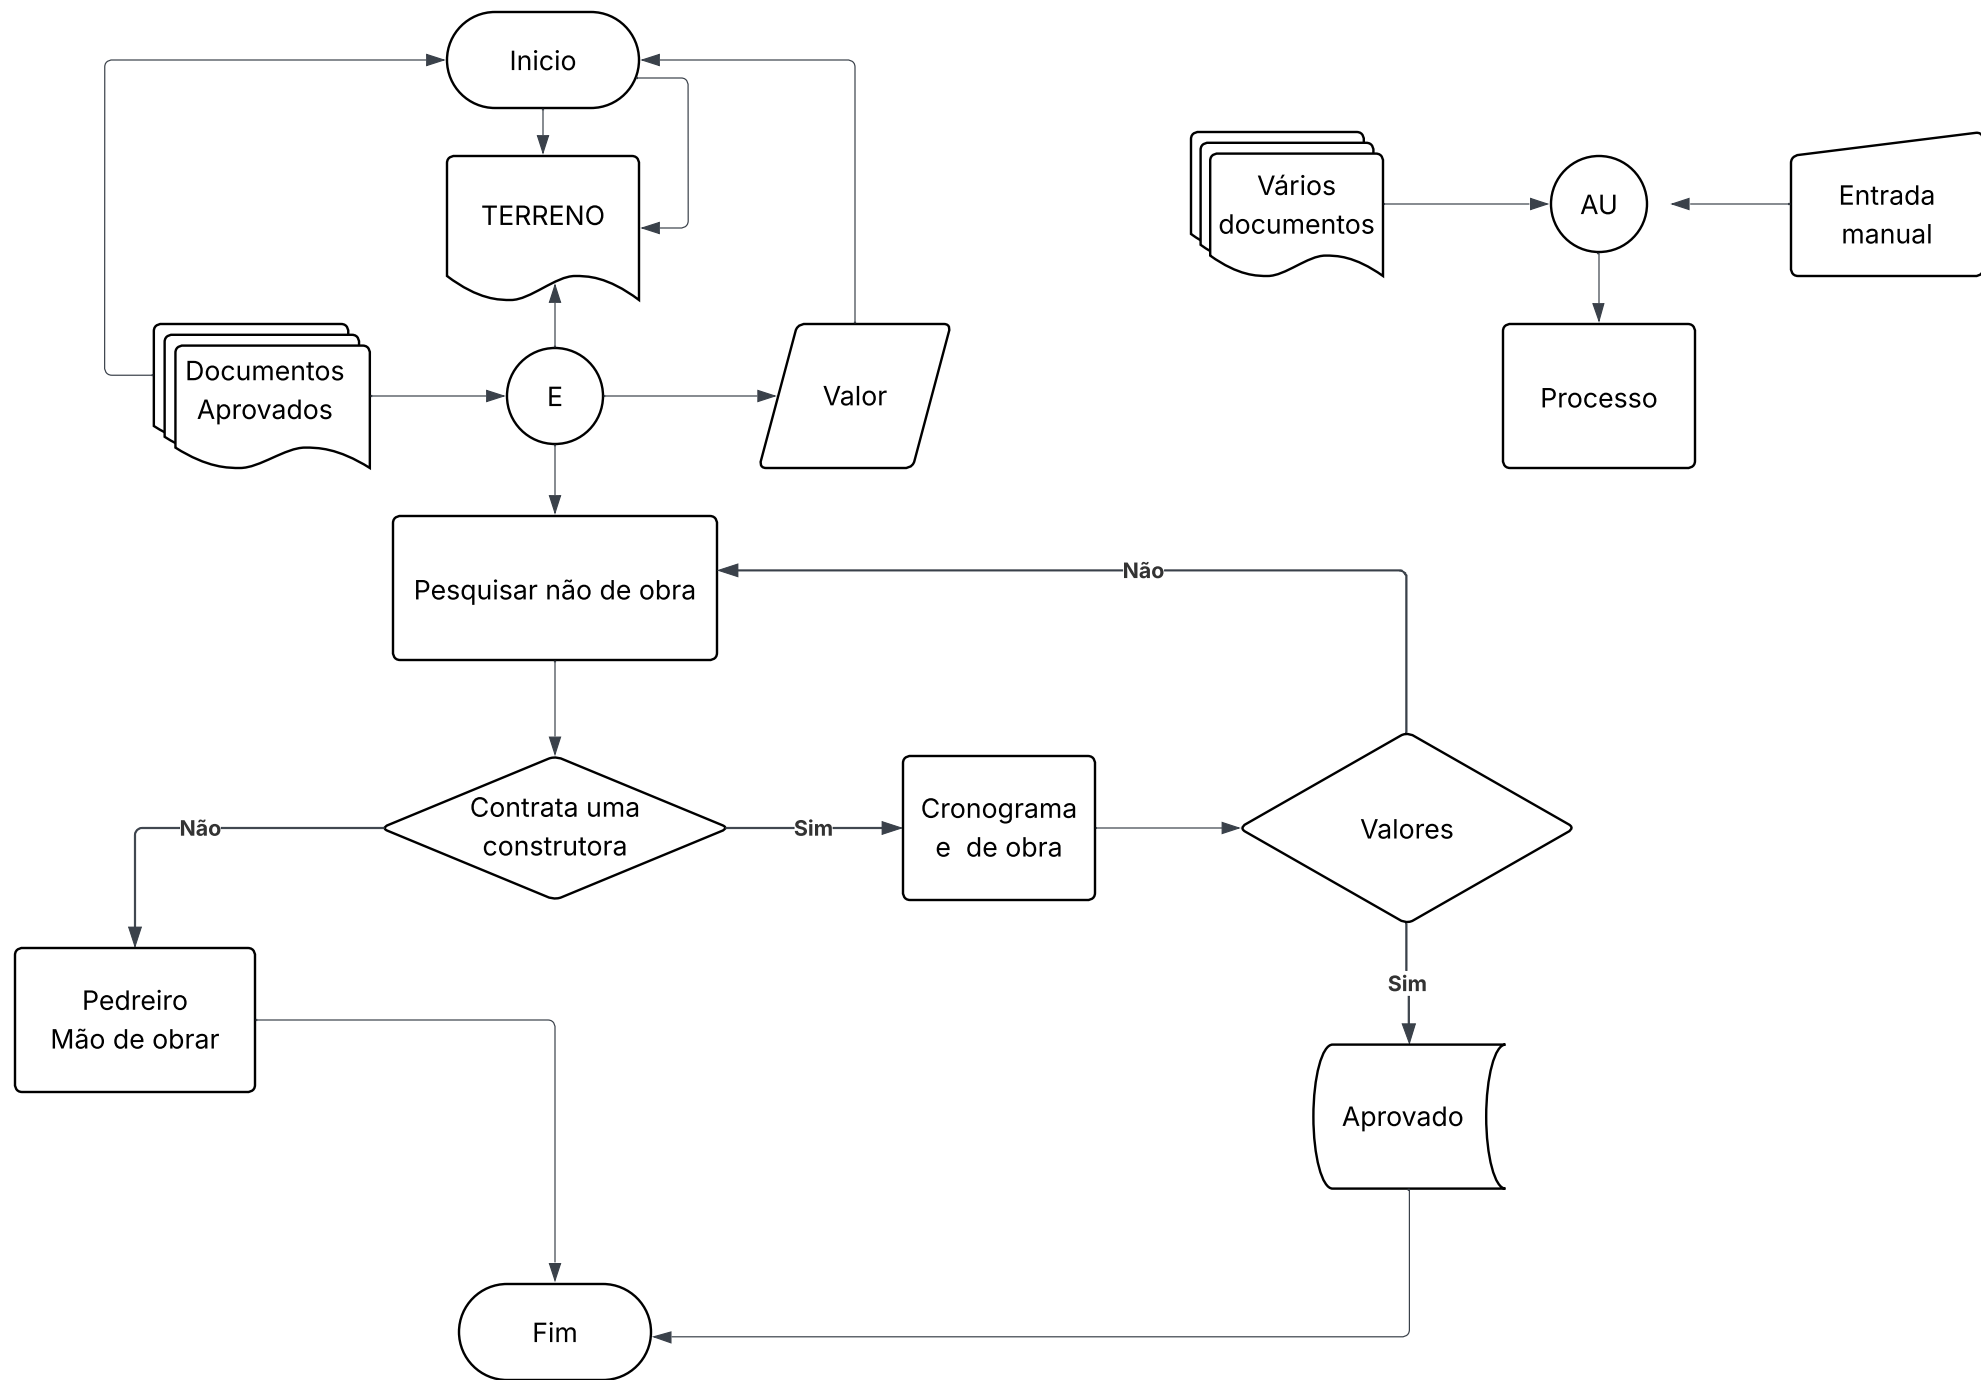 Inicio
TERRENO
Vários
documentos
AU
Entrada
manual
Documentos
Aprovados
E
Valor
Processo
Pesquisar não de obra
Não
Contrata uma
construtora
Não
Sim
Cronograma
e  de obra
Valores
Sim
Pedreiro
Mão de obrar
Aprovado
Fim